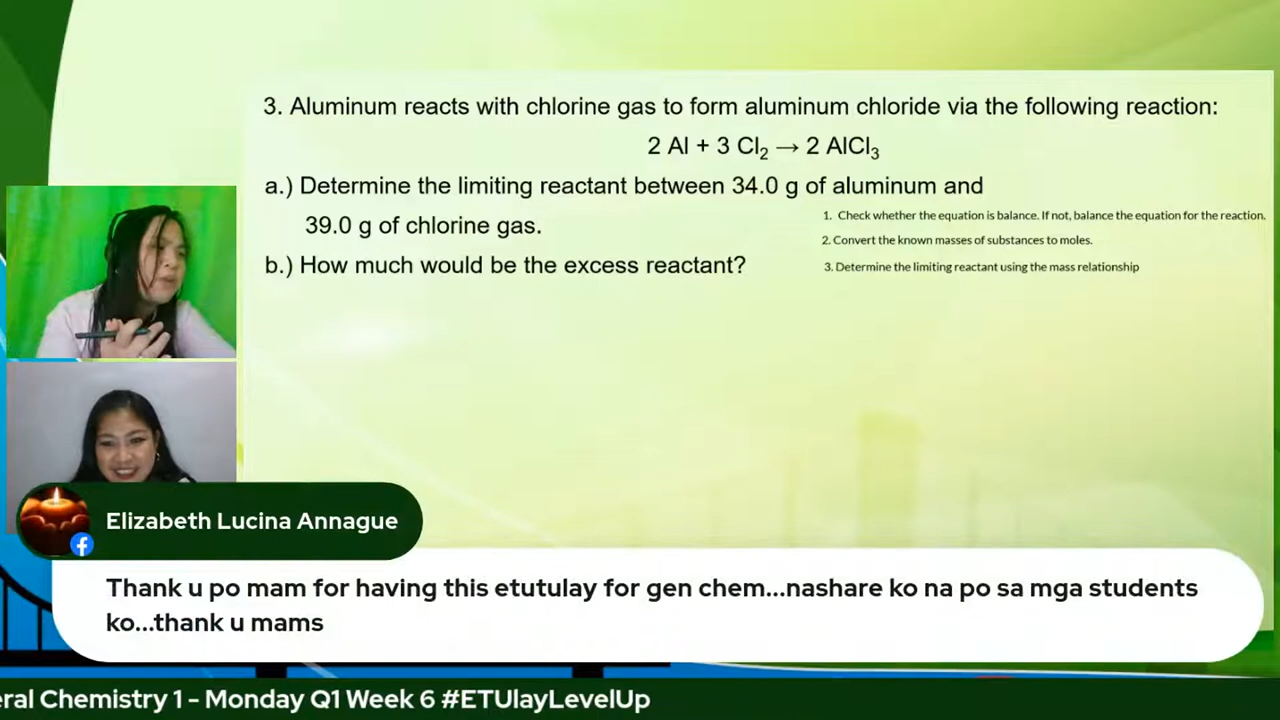 3. Aluminum reacts with chlorine gas to form aluminum chloride via the following reaction:
2 Al + 3 Cl₂ → 2 AlCl₃
a.) Determine the limiting reactant between 34.0 g of aluminum and
39.0 g of chlorine gas.
b.) How much would be the excess reactant?
1. Check whether the equation is balance. If not, balance the equation for the reaction.
2. Convert the known masses of substances to moles.
3. Determine the limiting reactant using the mass relationship
Elizabeth Lucina Annague
Thank u po mam for having this etutulay for gen chem...nashare ko na po sa mga students
ko...thank u mams
eral Chemistry 1 - Monday Q1 Week 6 #ETUlayLevelUp